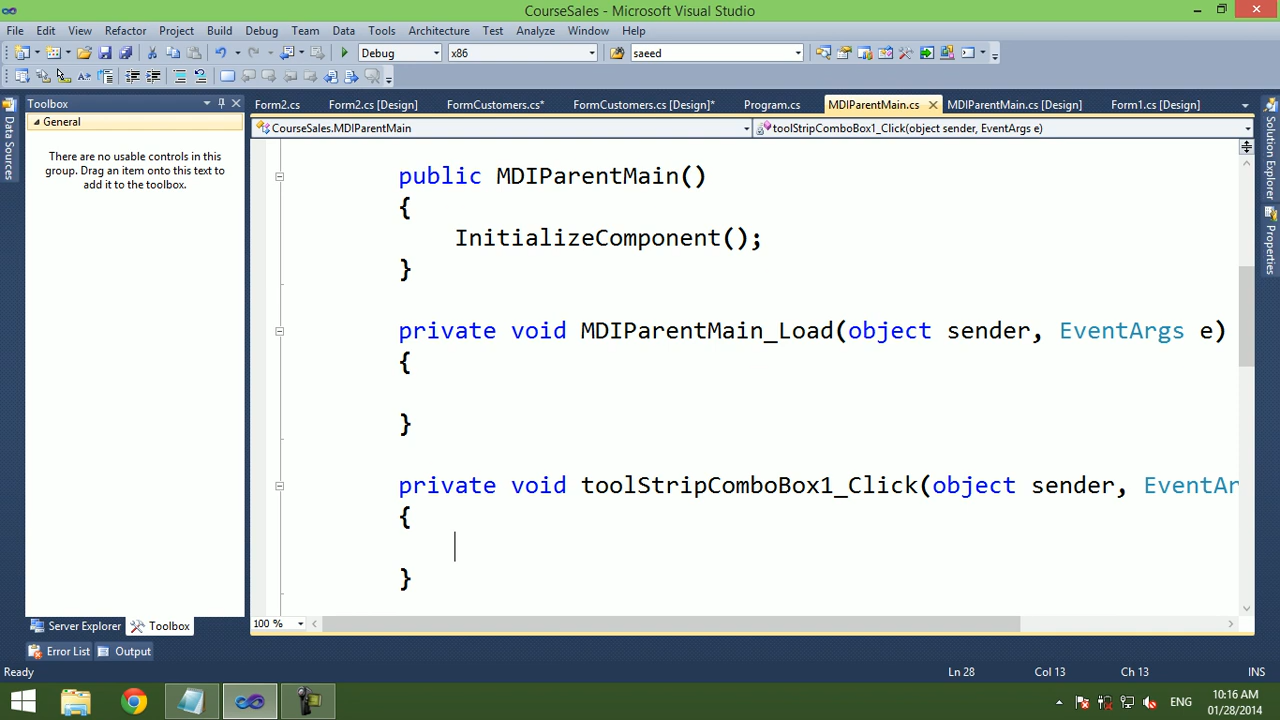 CourseSales - Microsoft Visual Studio
File Edit View Refactor Project Build Debug Team Data Tools Architecture Test Analyze Window Help
Debug x86 saeed
Toolbox
General
There are no usable controls in this
group. Drag an item onto this text to
add it to the toolbox.
Data Sources
Form2.cs Form2.cs [Design] FormCustomers.cs* FormCustomers.cs [Design]* Program.cs MDIParentMain.cs MDIParentMain.cs [Design] Form1.cs [Design]
CourseSales.MDIParentMain toolStripComboBox1_Click(object sender, EventArgs e)
public MDIParentMain()
{
InitializeComponent();
}
private void MDIParentMain_Load(object sender, EventArgs e)
{
}
private void toolStripComboBox1_Click(object sender, EventAr
{
}
Solution Explorer
Properties
100 %
Server Explorer Toolbox
Error List Output
Ready Ln 28 Col 13 Ch 13 INS
ENG 10:16 AM
01/28/2014